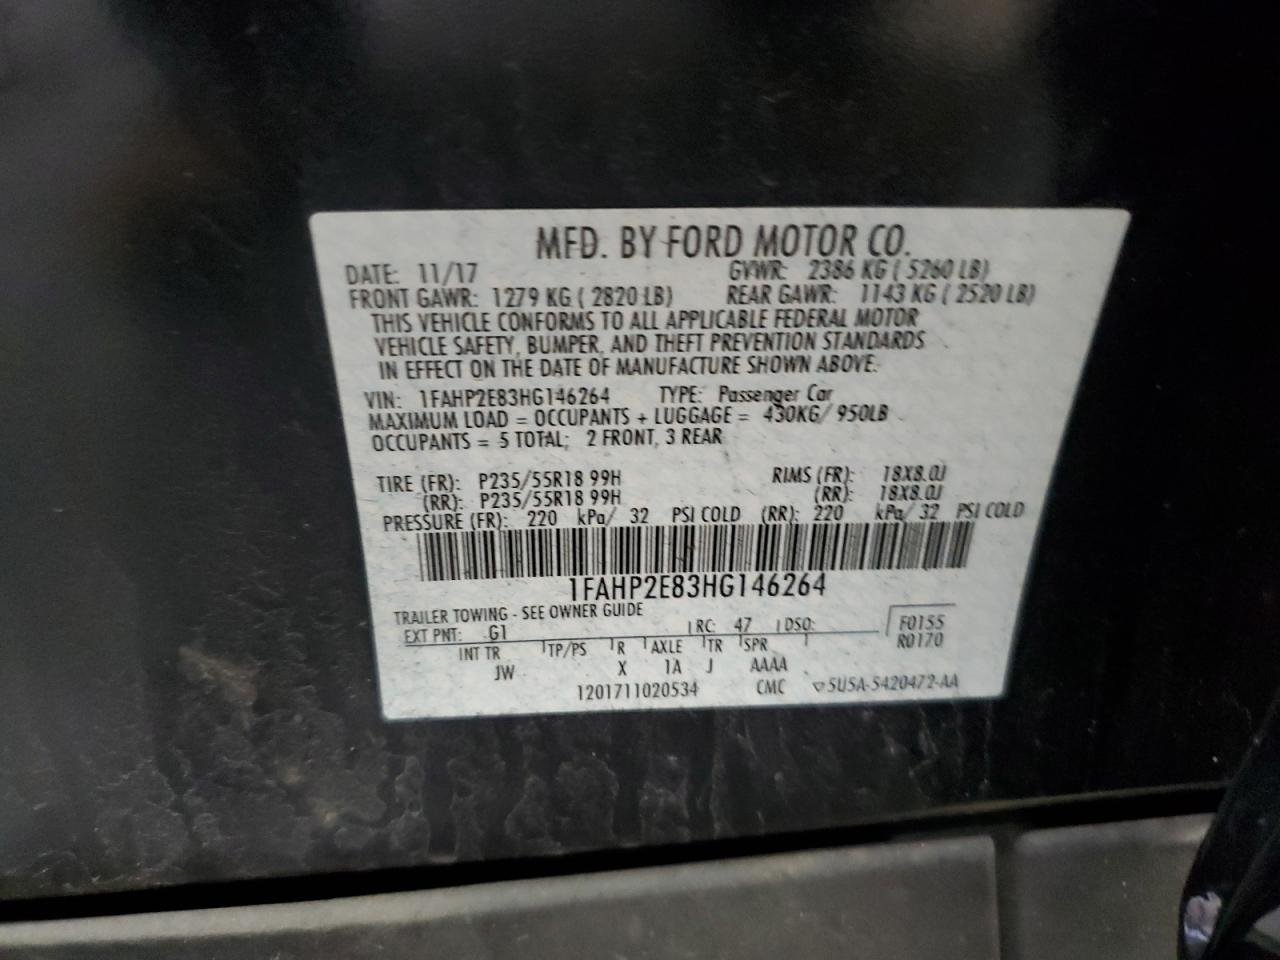 MFD. BY FORD MOTOR CO.
DATE: 11/17 GVWR: 2386 KG ( 5260 LB)
FRONT GAWR: 1279 KG ( 2820 LB) REAR GAWR: 1143 KG ( 2520 LB)
THIS VEHICLE CONFORMS TO ALL APPLICABLE FEDERAL MOTOR
VEHICLE SAFETY, BUMPER, AND THEFT PREVENTION STANDARDS
IN EFFECT ON THE DATE OF MANUFACTURE SHOWN ABOVE.
VIN: 1FAHP2E83HG146264 TYPE: Passenger Car
MAXIMUM LOAD = OCCUPANTS + LUGGAGE = 430KG/ 950LB
OCCUPANTS = 5 TOTAL; 2 FRONT, 3 REAR
TIRE (FR): P235/55R18 99H RIMS (FR): 18X8.0J
(RR): P235/55R18 99H (RR): 18X8.0J
PRESSURE (FR): 220 kPa/ 32 PSI COLD (RR): 220 kPa/ 32 PSI COLD
1FAHP2E83HG146264
TRAILER TOWING - SEE OWNER GUIDE
EXT PNT: G1 RC: 47 DSO: F0155
INT TR TP/PS R AXLE TR SPR R0170
JW X 1A J AAAA
1201711020534 CMC ▽5U5A-5420472-AA